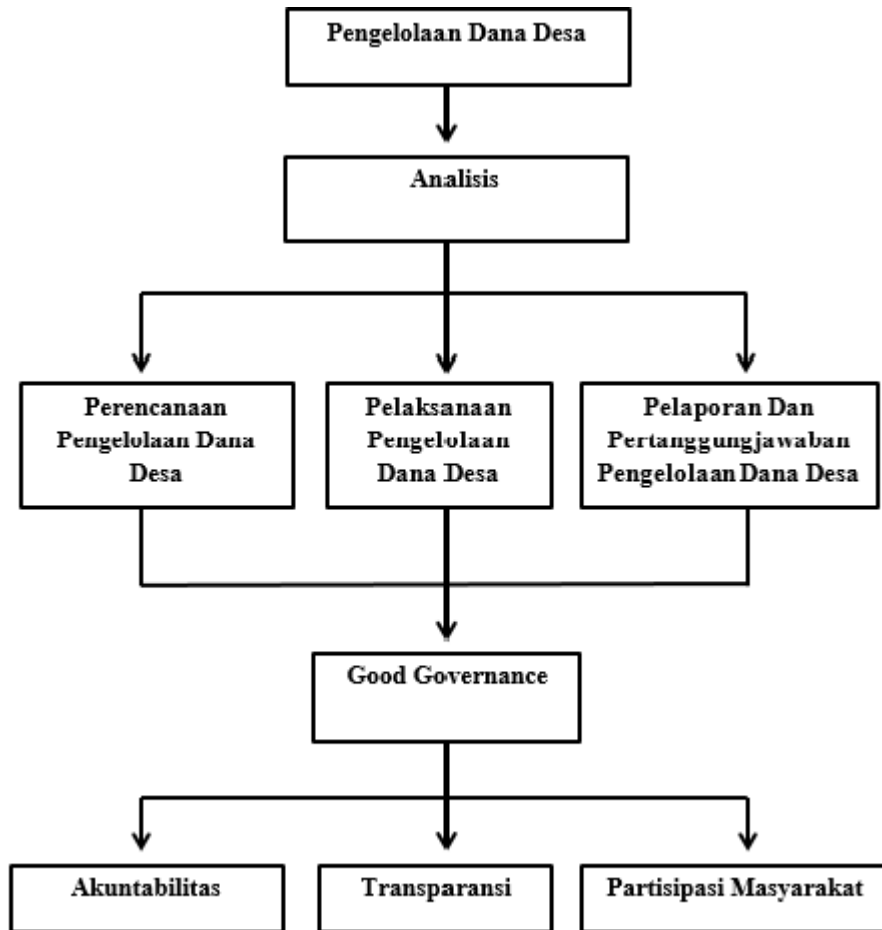 Pengelolaan Dana Desa
Analisis
Perencanaan
Pengelolaan Dana
Desa
Pelaksanaan
Pengelolaan
Dana Desa
Pelaporan Dan
Pertanggungjawaban
Pengelolaan Dana Desa
Good Governance
Akuntabilitas
Transparansi
Partisipasi Masyarakat